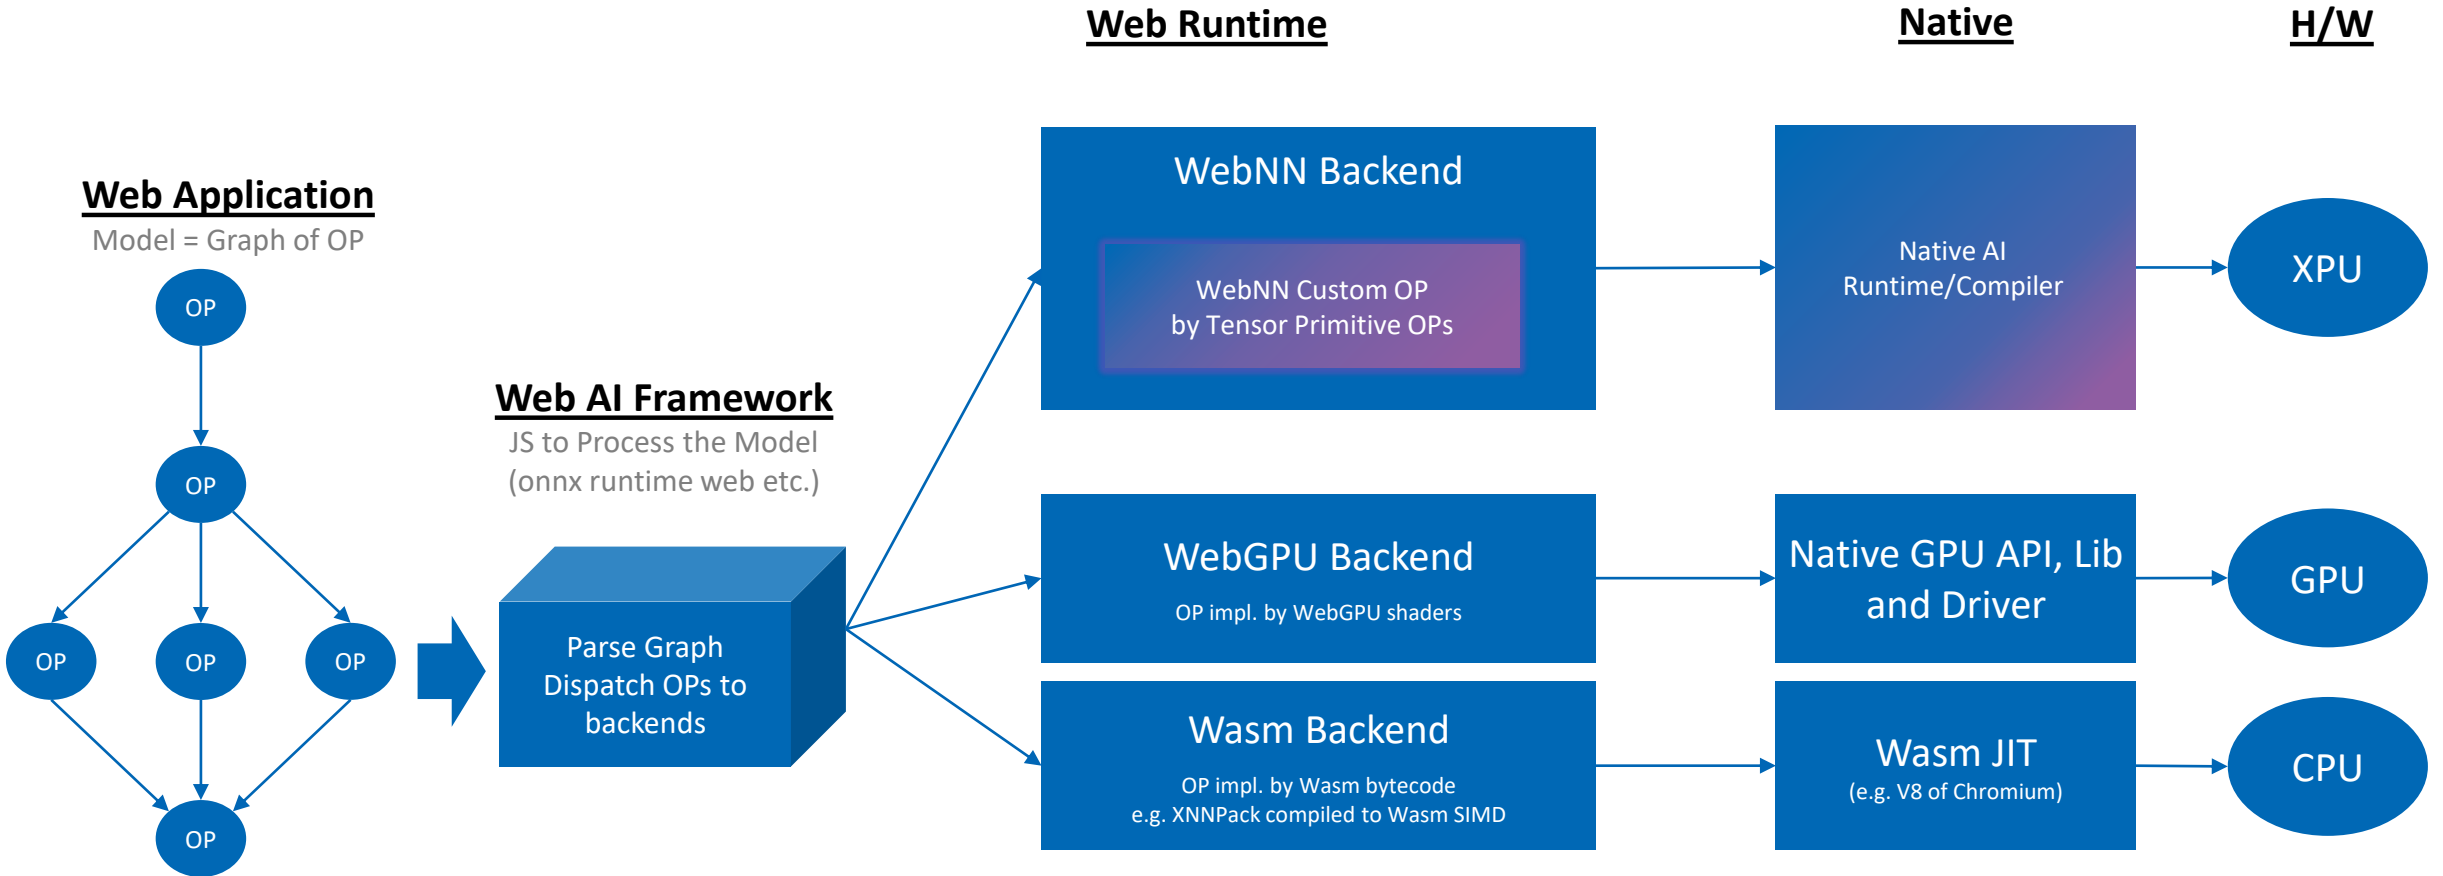 Web Runtime
Native
H/W
Web Application
Model = Graph of OP
OP
OP
OP
OP
OP
OP
Web AI Framework
JS to Process the Model
(onnx runtime web etc.)
Parse Graph
Dispatch OPs to
backends
WebNN Backend
WebNN Custom OP
by Tensor Primitive OPs
Native AI
Runtime/Compiler
XPU
WebGPU Backend
OP impl. by WebGPU shaders
Native GPU API, Lib
and Driver
GPU
Wasm Backend
OP impl. by Wasm bytecode
e.g. XNNPack compiled to Wasm SIMD
Wasm JIT
(e.g. V8 of Chromium)
CPU